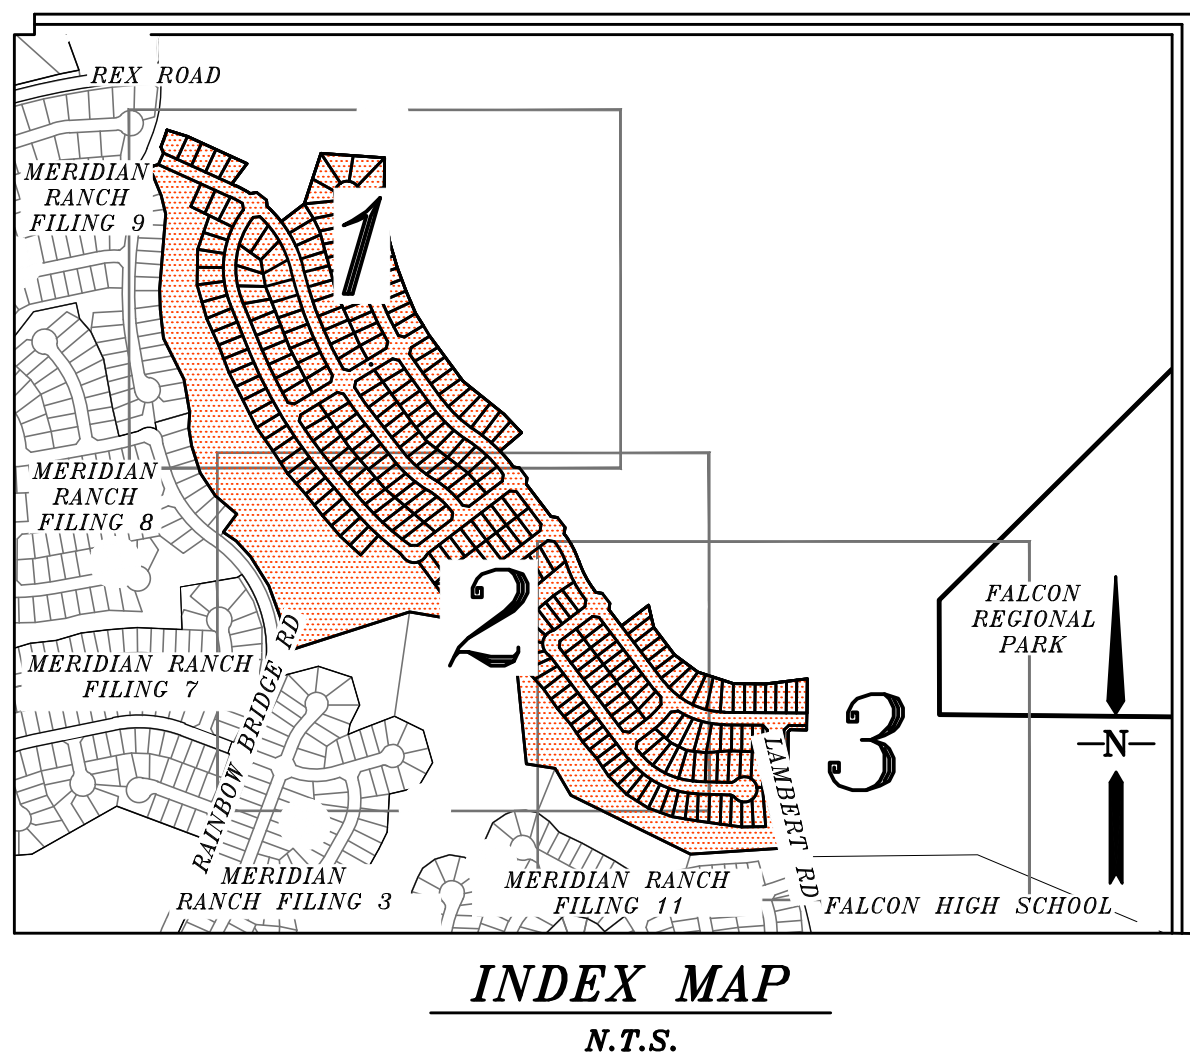 REX ROAD
MERIDIAN
RANCH
FILING 9
1
MERIDIAN
RANCH
FILING 8
2
FALCON
REGIONAL
PARK
MERIDIAN RANCH
FILING 7
RAINBOW BRIDGE RD
3
N
LAMBERT RD
MERIDIAN
RANCH FILING 3
MERIDIAN RANCH
FILING 11
FALCON HIGH SCHOOL
INDEX MAP
N.T.S.